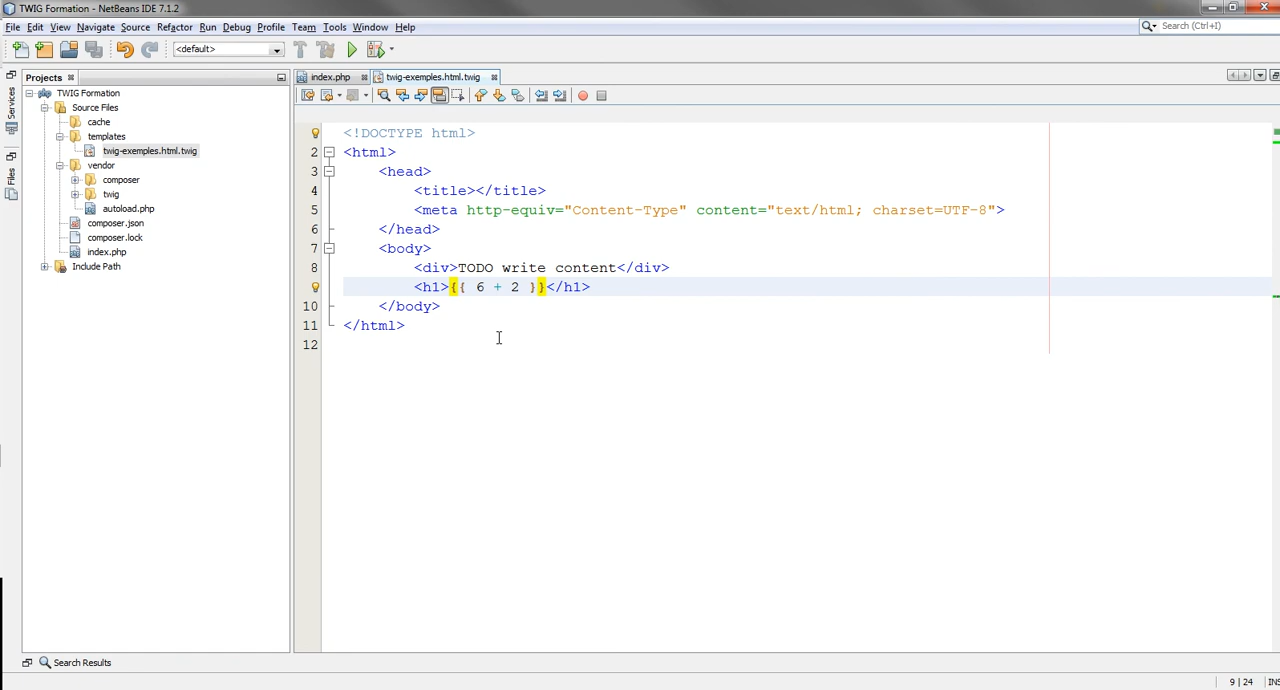 TWIG Formation - NetBeans IDE 7.1.2
File Edit View Navigate Source Refactor Run Debug Profile Team Tools Window Help
Search (Ctrl+I)
<default>
Projects
index.php
twig-exemples.html.twig
Services
Files
TWIG Formation
Source Files
cache
templates
twig-exemples.html.twig
vendor
composer
twig
autoload.php
composer.json
composer.lock
index.php
Include Path
<!DOCTYPE html>
2 <html>
3 <head>
4 <title></title>
5 <meta http-equiv="Content-Type" content="text/html; charset=UTF-8">
6 </head>
7 <body>
8 <div>TODO write content</div>
<h1>{{ 6 + 2 }}</h1>
10 </body>
11 </html>
12
Search Results
9 | 24 INS